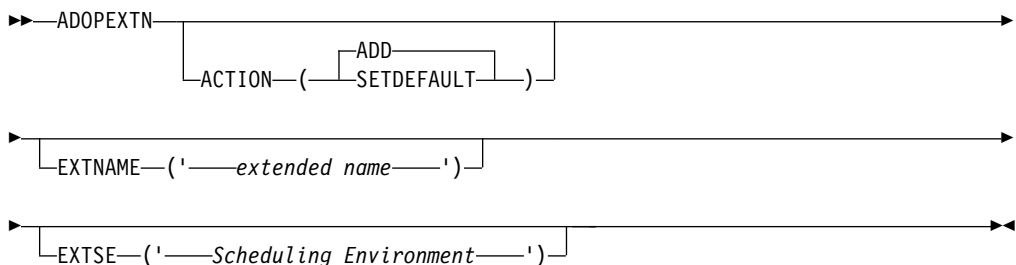 ADOPEXTN
ADD
ACTION ( SETDEFAULT )
EXTNAME (' extended name ')
EXTSE (' Scheduling Environment ')